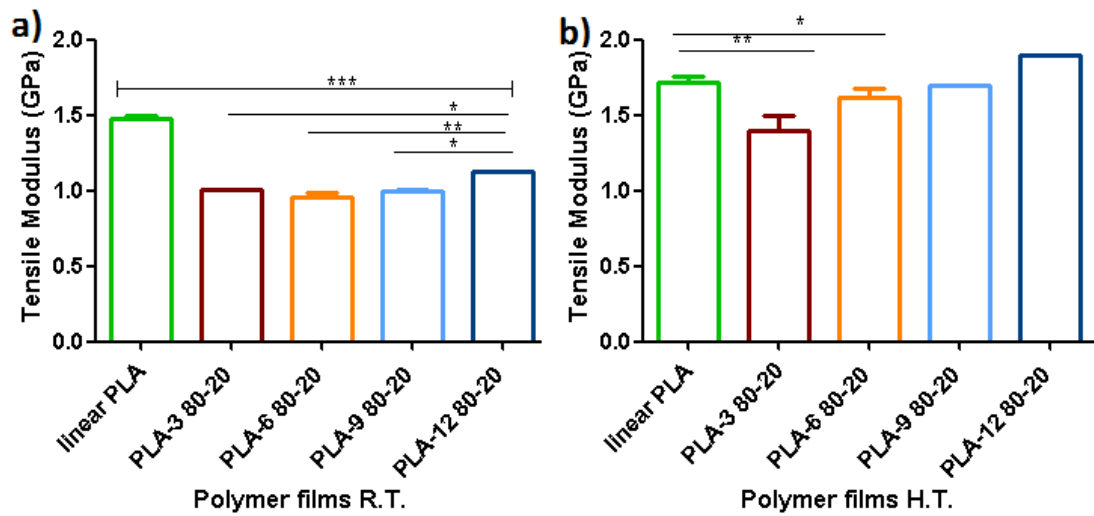 a)
2.0
1.5
1.0
0.5
0.0
Tensile Modulus (GPa)
***
*
**
*
linear PLA
PLA-3 80-20
PLA-6 80-20
PLA-9 80-20
PLA-12 80-20
Polymer films R.T.
b)
2.0
1.5
1.0
0.5
0.0
Tensile Modulus (GPa)
*
**
linear PLA
PLA-3 80-20
PLA-6 80-20
PLA-9 80-20
PLA-12 80-20
Polymer films H.T.